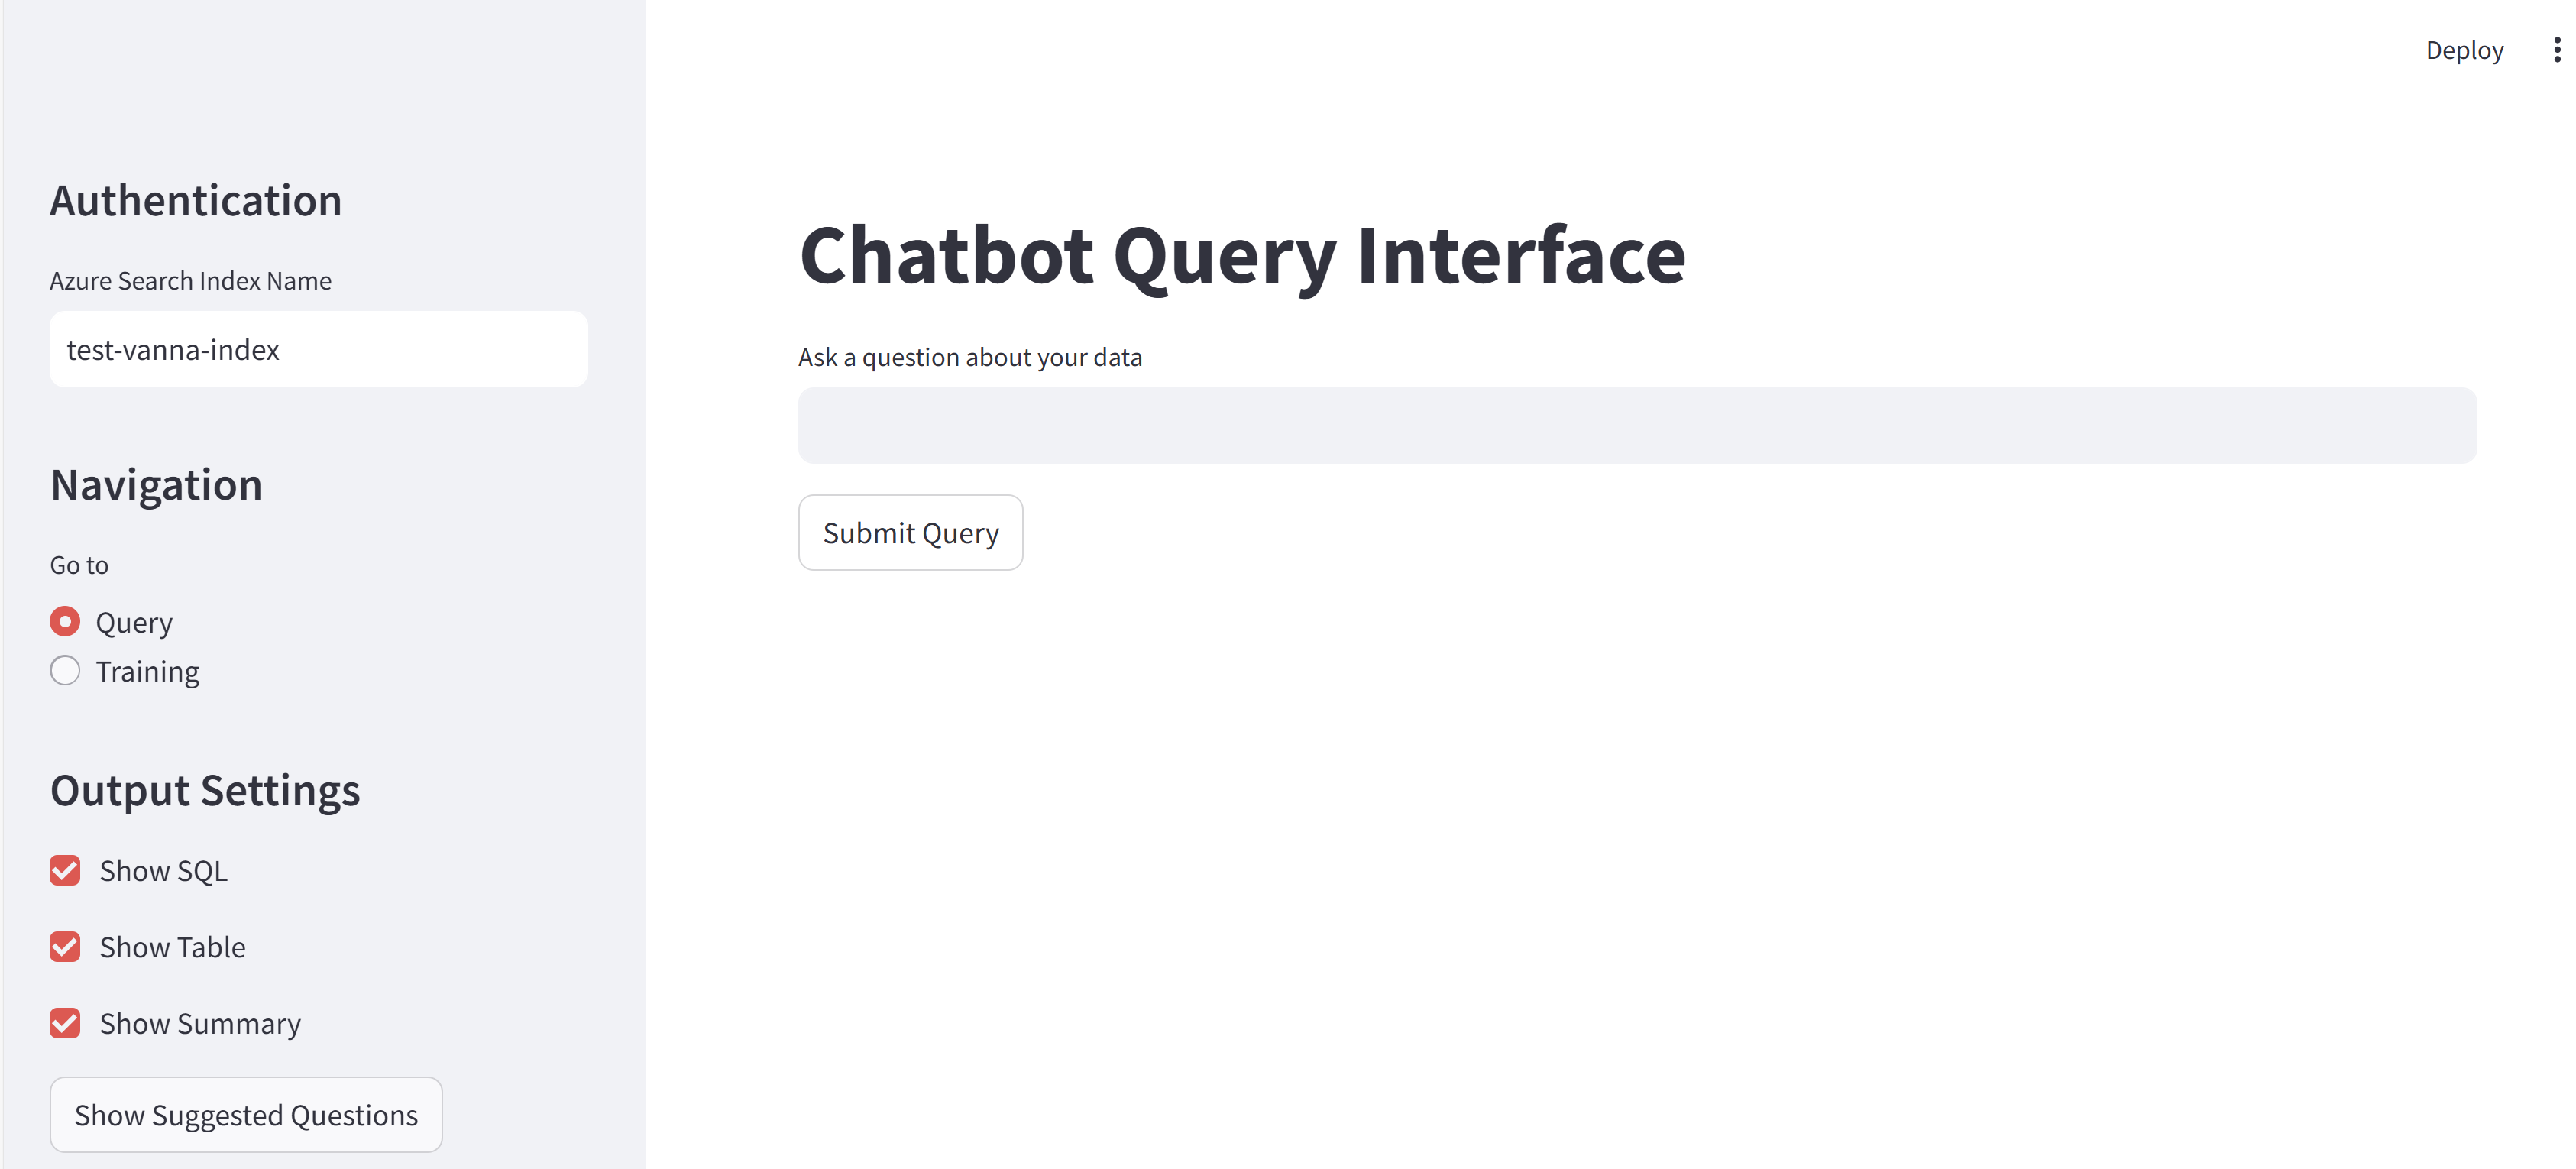 Deploy
Authentication
Azure Search Index Name
test-vanna-index
Navigation
Go to
Query
Training
Output Settings
Show SQL
Show Table
Show Summary
Show Suggested Questions
Chatbot Query Interface
Ask a question about your data
Submit Query